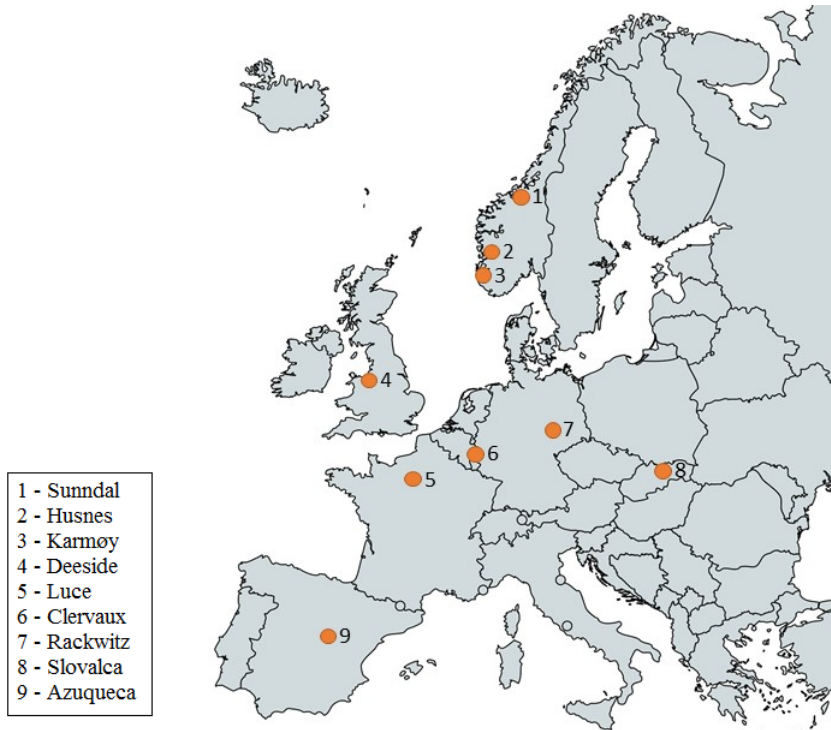 1
2
3
4
5
6
7
8
9
1 - Sunndal
2 - Husnes
3 - Karmøy
4 - Deeside
5 - Luce
6 - Clervaux
7 - Rackwitz
8 - Slovalca
9 - Azuqueca